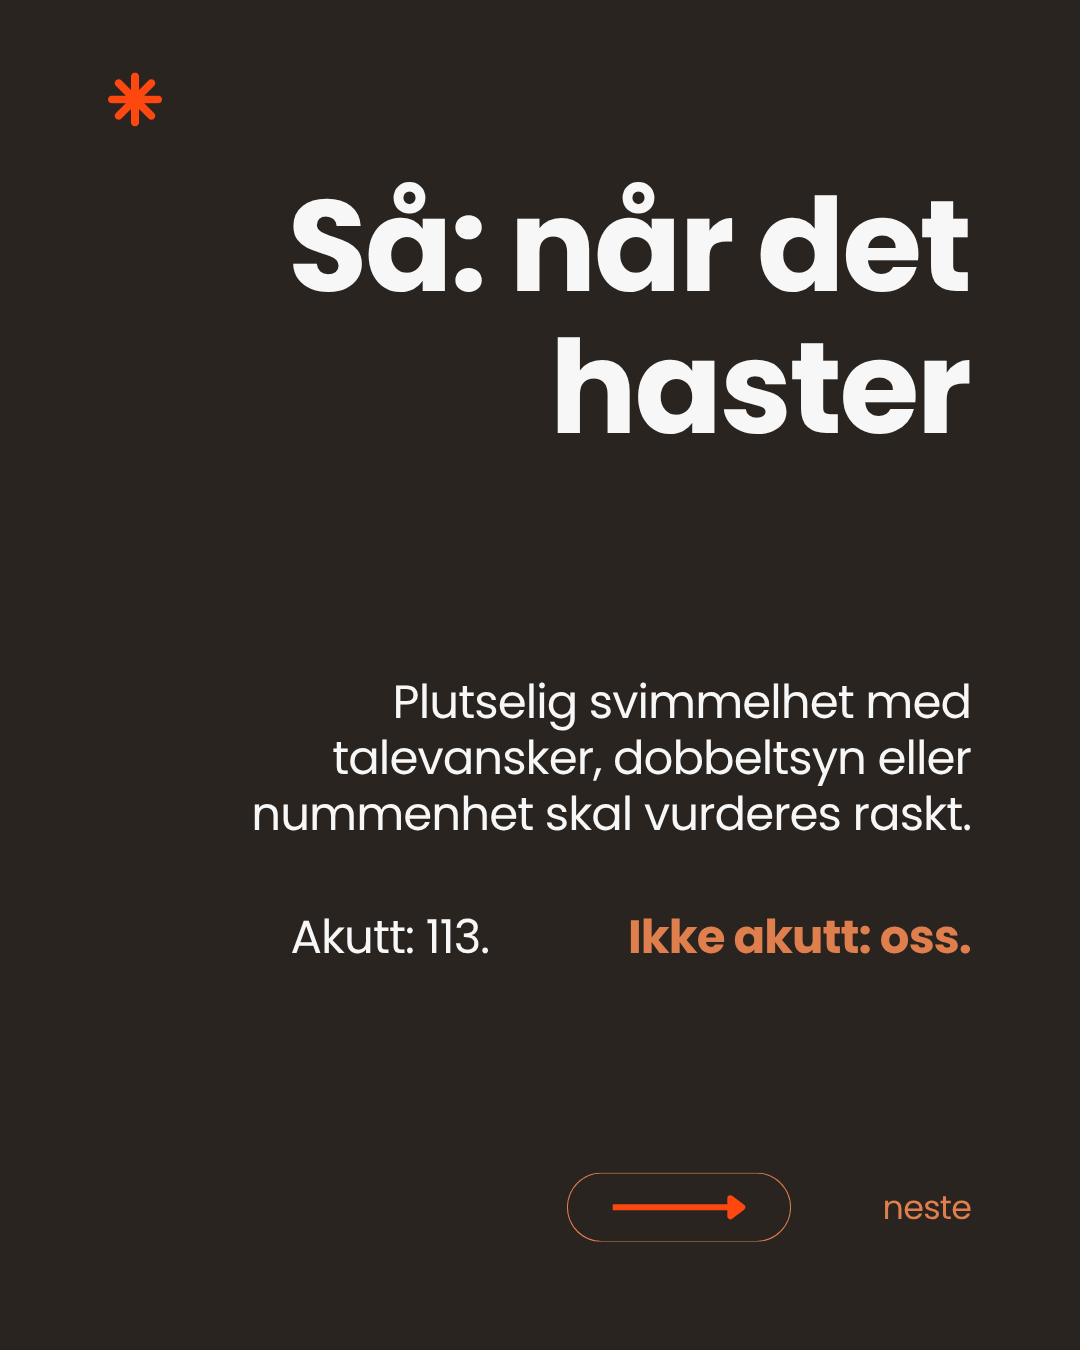 Så: når det
haster
Plutselig svimmelhet med
talevansker, dobbeltsyn eller
nummenhet skal vurderes raskt.
Akutt: 113. Ikke akutt: oss.
neste